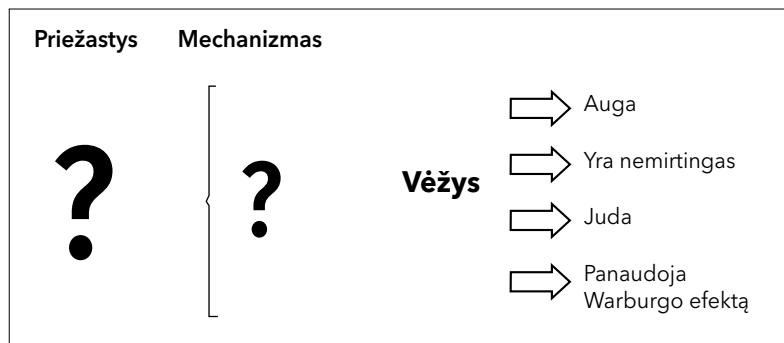 Priežastys Mechanizmas
?
?
Vėžys
Auga
Yra nemirtingas
Juda
Panaudoja
Warburgo efektą